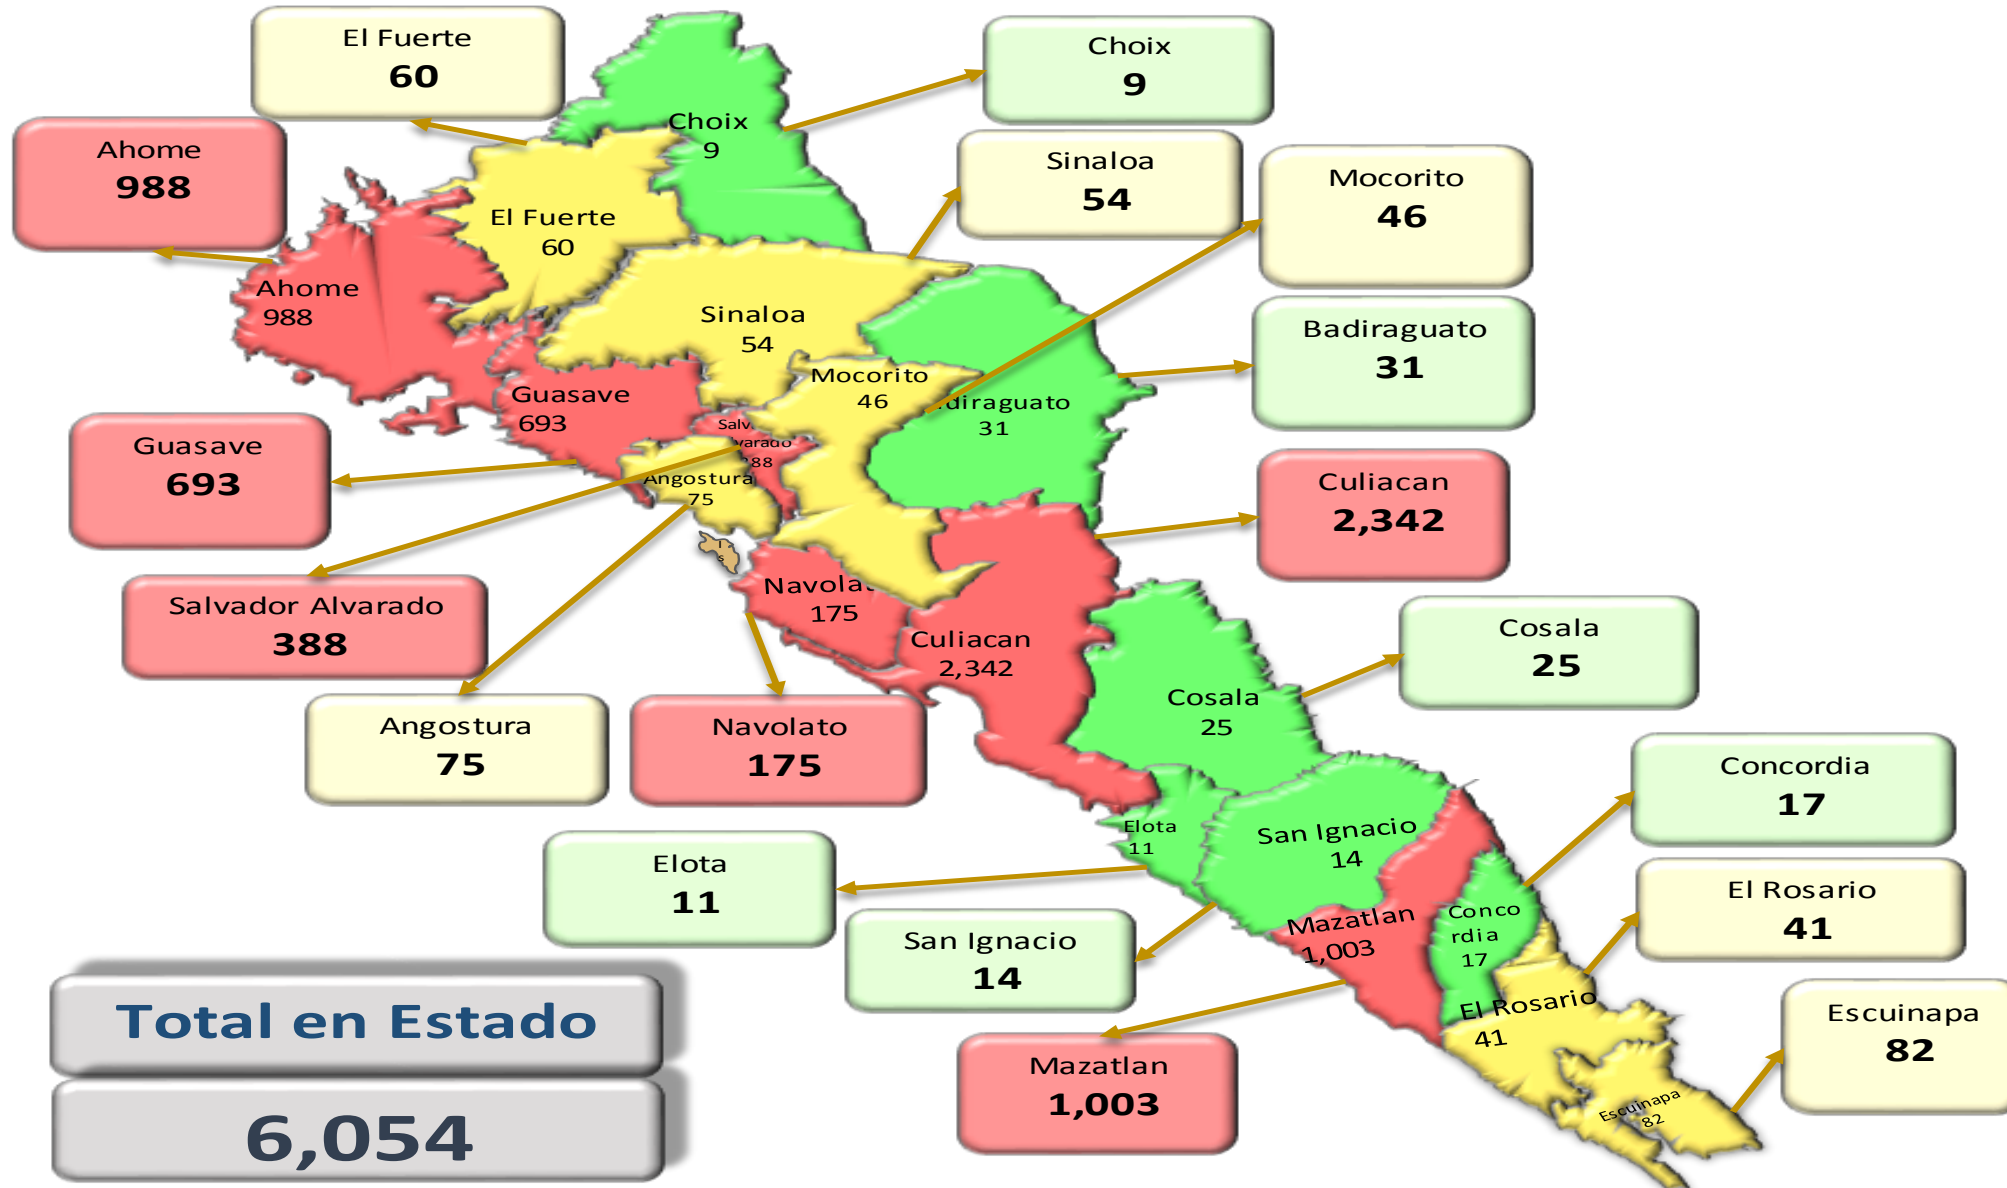 El Fuerte
60
Choix
9
Ahome
988
Sinaloa
54
Mocorito
46
Badiraguato
31
Guasave
693
Culiacan
2,342
Salvador Alvarado
388
Cosala
25
Angostura
75
Navolato
175
Concordia
17
Elota
11
El Rosario
41
San Ignacio
14
Escuinapa
82
Mazatlan
1,003
Choix
9
El Fuerte
60
Ahome
988
Sinaloa
54
Mocorito
46
diraguato
31
Guasave
693
Salv
varado
88
Angostura
75
Navola
175
Culiacan
2,342
Cosala
25
Elota
11
San Ignacio
14
Mazatlan
1,003
Conco
rdia
17
El Rosario
41
Escuinapa
82
Total en Estado
6,054